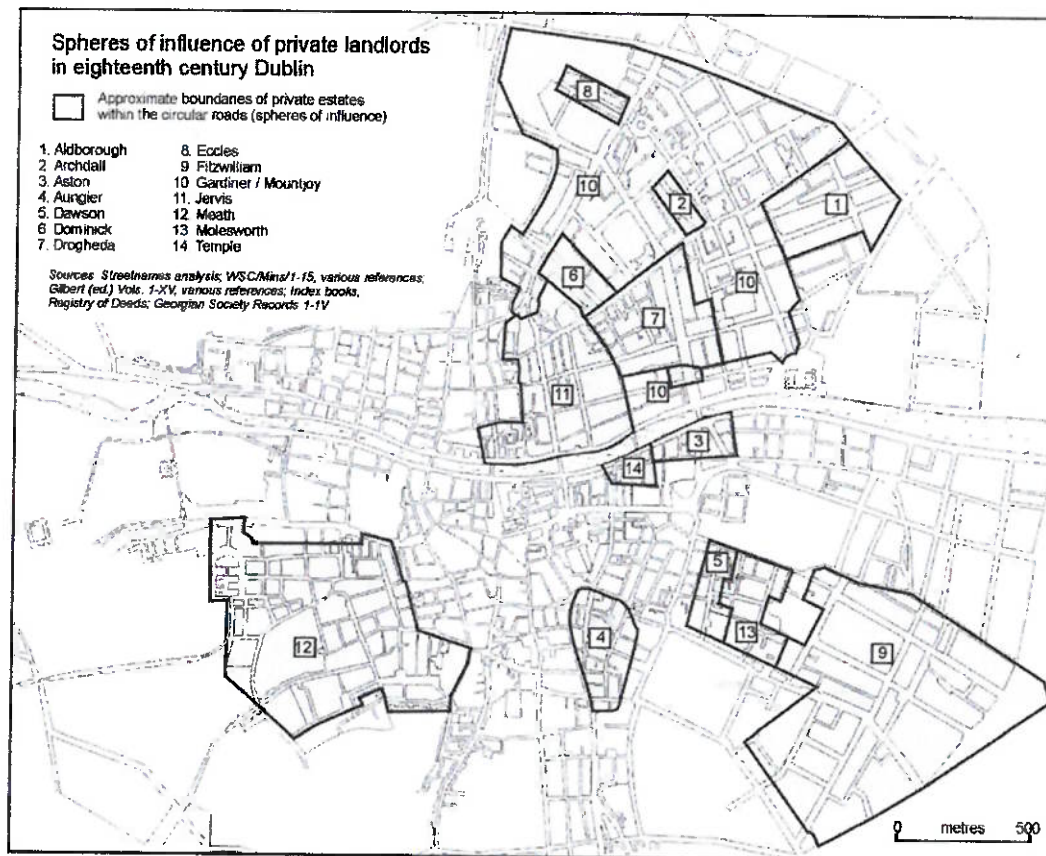 Spheres of influence of private landlords
in eighteenth century Dublin
Approximate boundaries of private estates
within the circular roads (spheres of influence)
1. Aldborough
2 Archdall
3. Aston
4. Aungier
5. Dawson
6 Dominick
7. Drogheda
8. Eccles
9 Fitzwilliam
10 Gardiner / Mountjoy
11. Jervis
12 Meath
13 Molesworth
14 Temple
Sources Streetnames analysis; WSC/Mins/1-15, various references;
Gilbert (ed.) Vols. 1-XV, various references; Index books,
Registry of Deeds; Georgian Society Records 1-1V
8
10
2
1
6
10
7
11
10
3
14
5
13
4
12
9
0 metres 500